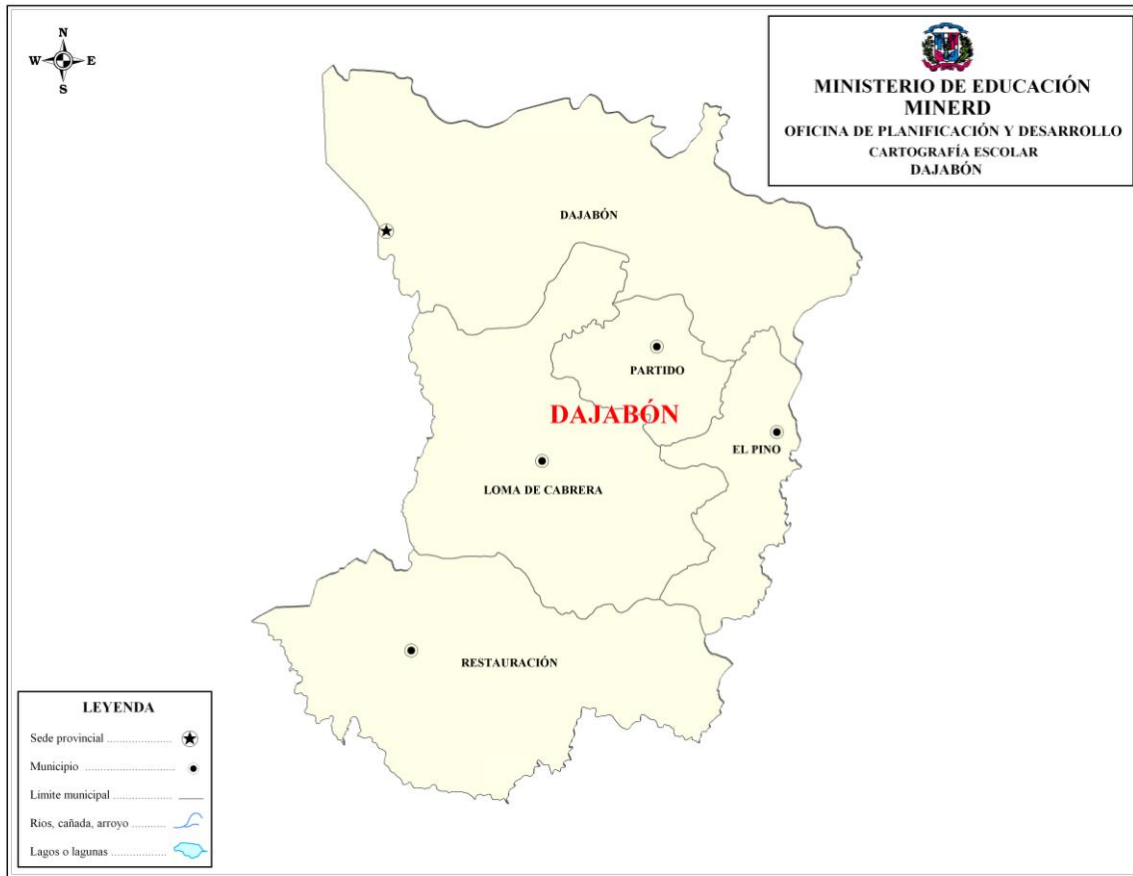 N
W E
S
MINISTERIO DE EDUCACIÓN
MINERD
OFICINA DE PLANIFICACIÓN Y DESARROLLO
CARTOGRAFÍA ESCOLAR
DAJABÓN
DAJABÓN
PARTIDO
DAJABÓN
EL PINO
LOMA DE CABRERA
RESTAURACIÓN
LEYENDA
Sede provincial ......................
Municipio ..............................
Limite municipal ....................
Rios, cañada, arroyo ............
Lagos o lagunas ...................